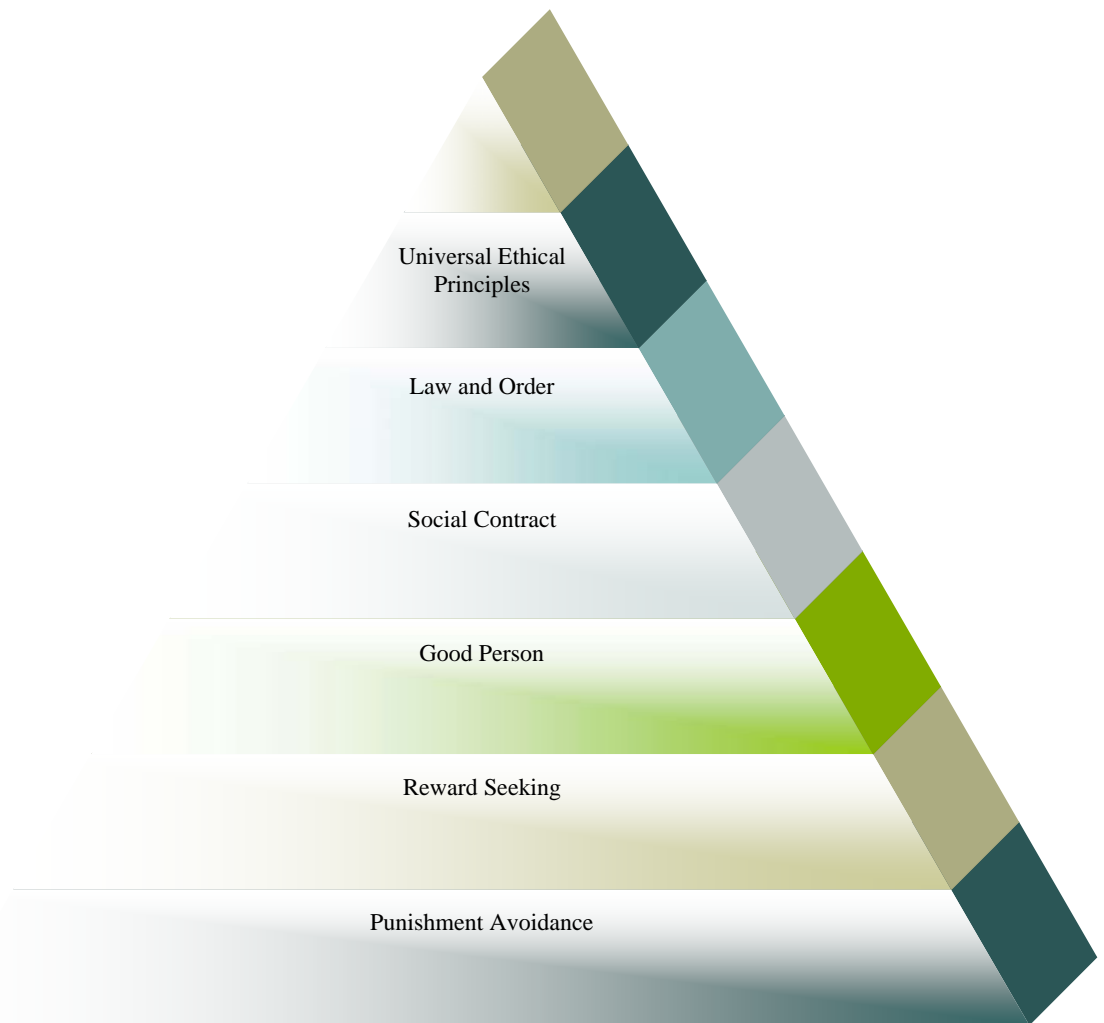 Universal Ethical
Principles
Law and Order
Social Contract
Good Person
Reward Seeking
Punishment Avoidance